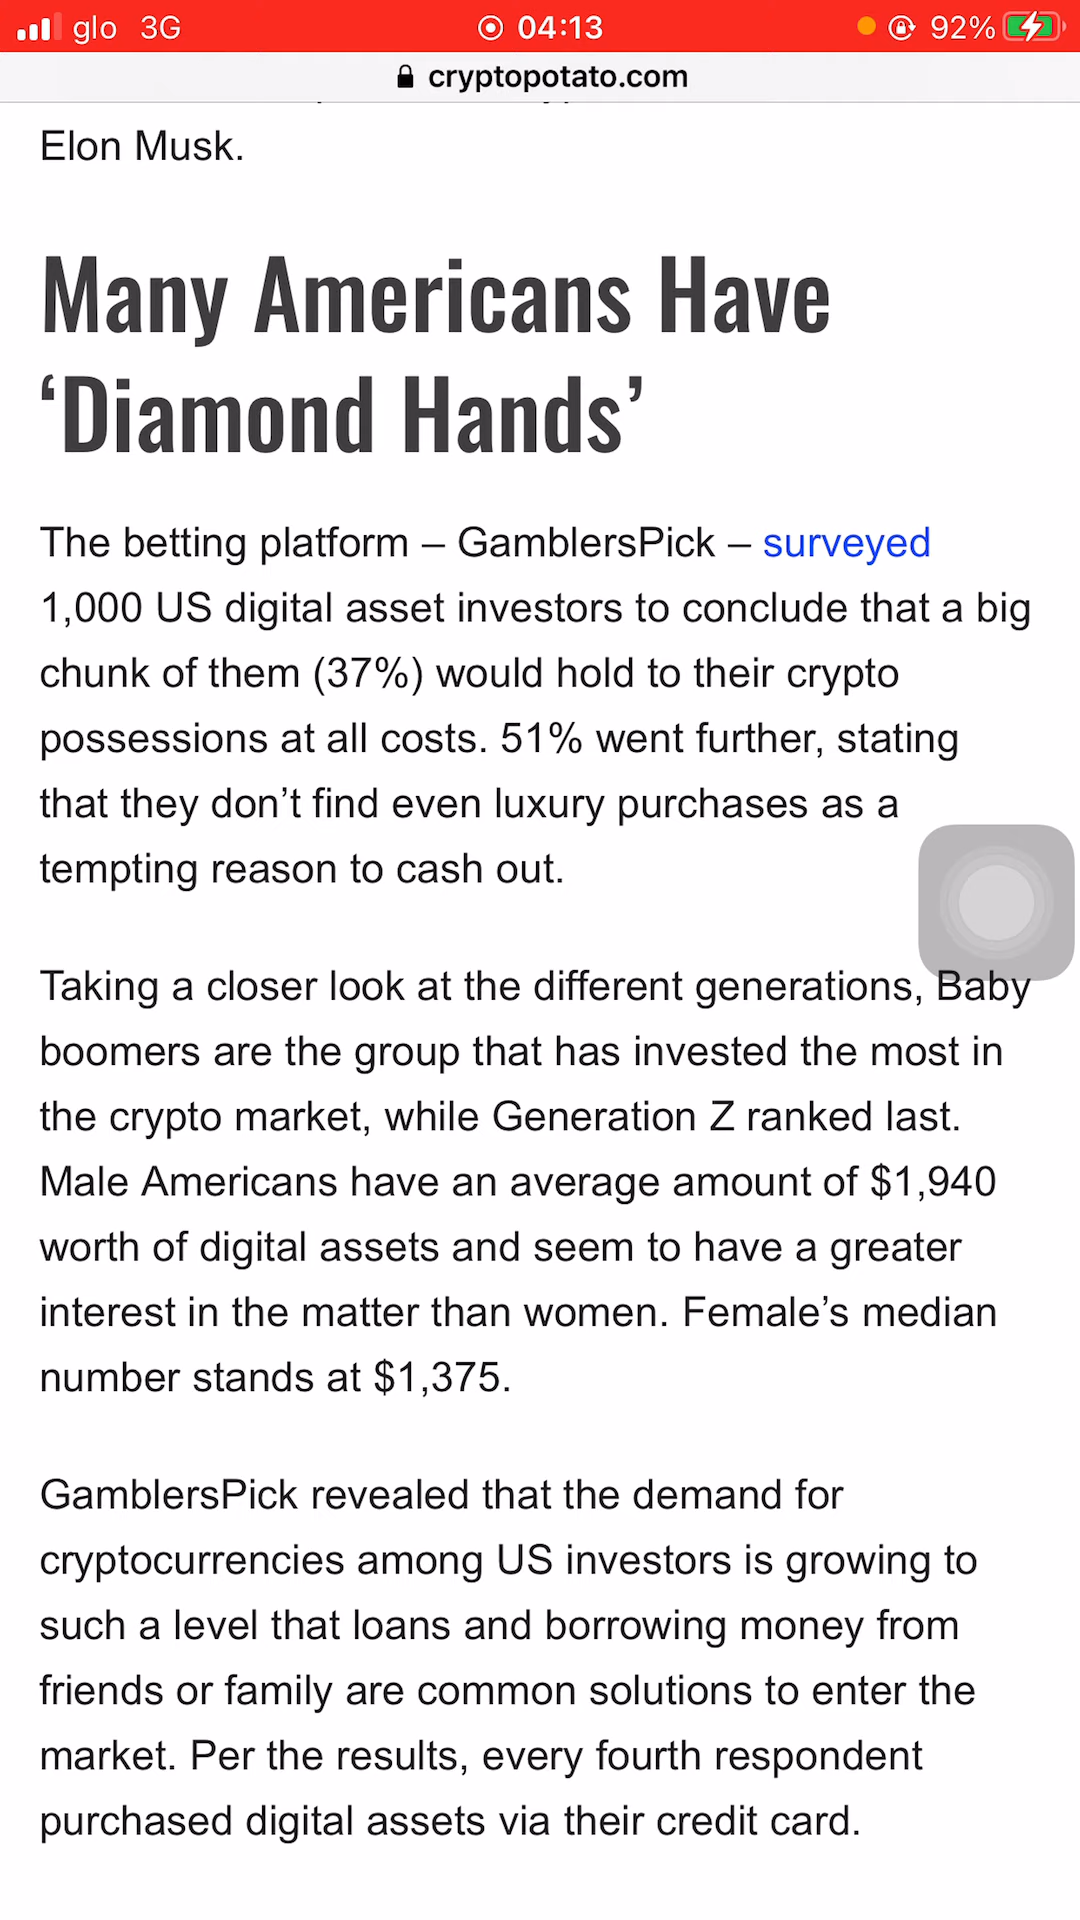 glo 3G 04:13 92%
cryptopotato.com
Elon Musk.
Many Americans Have
‘Diamond Hands’
The betting platform – GamblersPick – surveyed
1,000 US digital asset investors to conclude that a big
chunk of them (37%) would hold to their crypto
possessions at all costs. 51% went further, stating
that they don’t find even luxury purchases as a
tempting reason to cash out.
Taking a closer look at the different generations, Baby
boomers are the group that has invested the most in
the crypto market, while Generation Z ranked last.
Male Americans have an average amount of $1,940
worth of digital assets and seem to have a greater
interest in the matter than women. Female’s median
number stands at $1,375.
GamblersPick revealed that the demand for
cryptocurrencies among US investors is growing to
such a level that loans and borrowing money from
friends or family are common solutions to enter the
market. Per the results, every fourth respondent
purchased digital assets via their credit card.